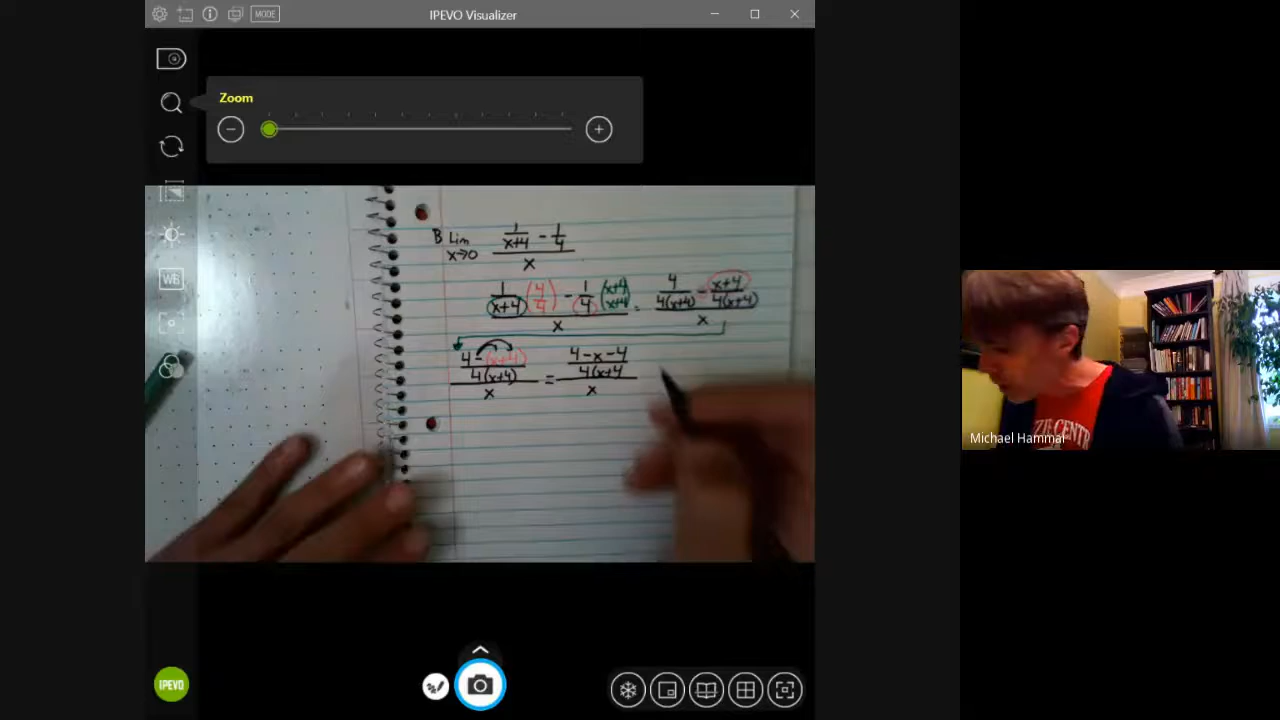 IPEVO Visualizer
MODE
Zoom
WB
B Lim x→0 (1/(x+4) - 1/4)/x
(1/(x+4) (4/4) - 1/4 ((x+4)/(x+4)))/x = (4/(4(x+4)) - (x+4)/(4(x+4)))/x
((4-(x+4))/(4(x+4)))/x = ((4-x-4)/(4(x+4))/x
Michael Hammal
IPEVO